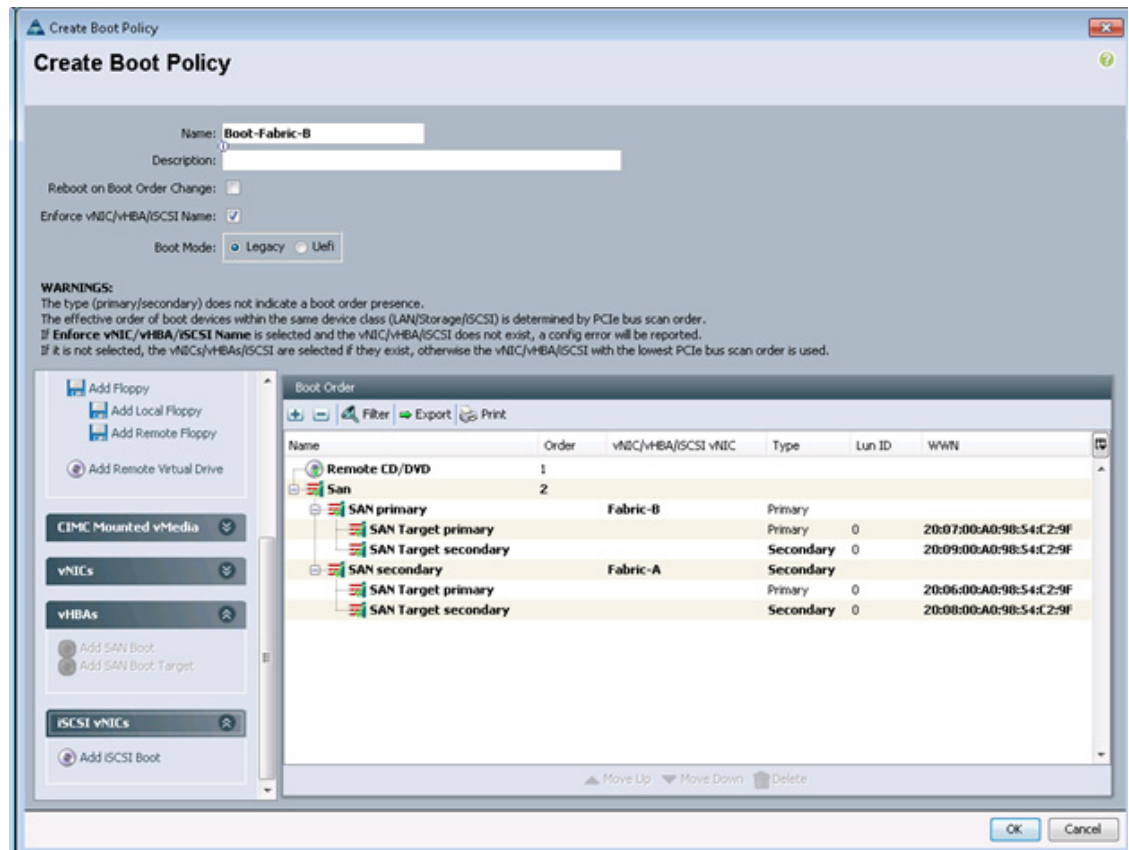 Create Boot Policy
Create Boot Policy
Name: Boot-Fabric-B
Description:
Reboot on Boot Order Change:
Enforce vNIC/vHBA/iSCSI Name:
Boot Mode: Legacy Uefi
WARNINGS:
The type (primary/secondary) does not indicate a boot order presence.
The effective order of boot devices within the same device class (LAN/Storage/iSCSI) is determined by PCIe bus scan order.
If Enforce vNIC/vHBA/iSCSI Name is selected and the vNIC/vHBA/iSCSI does not exist, a config error will be reported.
If it is not selected, the vNICs/vHBAs/iSCSI are selected if they exist, otherwise the vNIC/vHBA/iSCSI with the lowest PCIe bus scan order is used.
Add Floppy
Add Local Floppy
Add Remote Floppy
Add Remote Virtual Drive
CIMC Mounted vMedia
vNICs
vHBAs
Add SAN Boot
Add SAN Boot Target
iSCSI vNICs
Add iSCSI Boot
Boot Order
Filter Export Print
Name Order vNIC/vHBA/iSCSI vNIC Type Lun ID WWN
Remote CD/DVD 1
San 2
SAN primary Fabric-B Primary
SAN Target primary Primary 0 20:07:00:A0:98:54:C2:9F
SAN Target secondary Secondary 0 20:09:00:A0:98:54:C2:9F
SAN secondary Fabric-A Secondary
SAN Target primary Primary 0 20:06:00:A0:98:54:C2:9F
SAN Target secondary Secondary 0 20:08:00:A0:98:54:C2:9F
Move Up Move Down Delete
OK Cancel